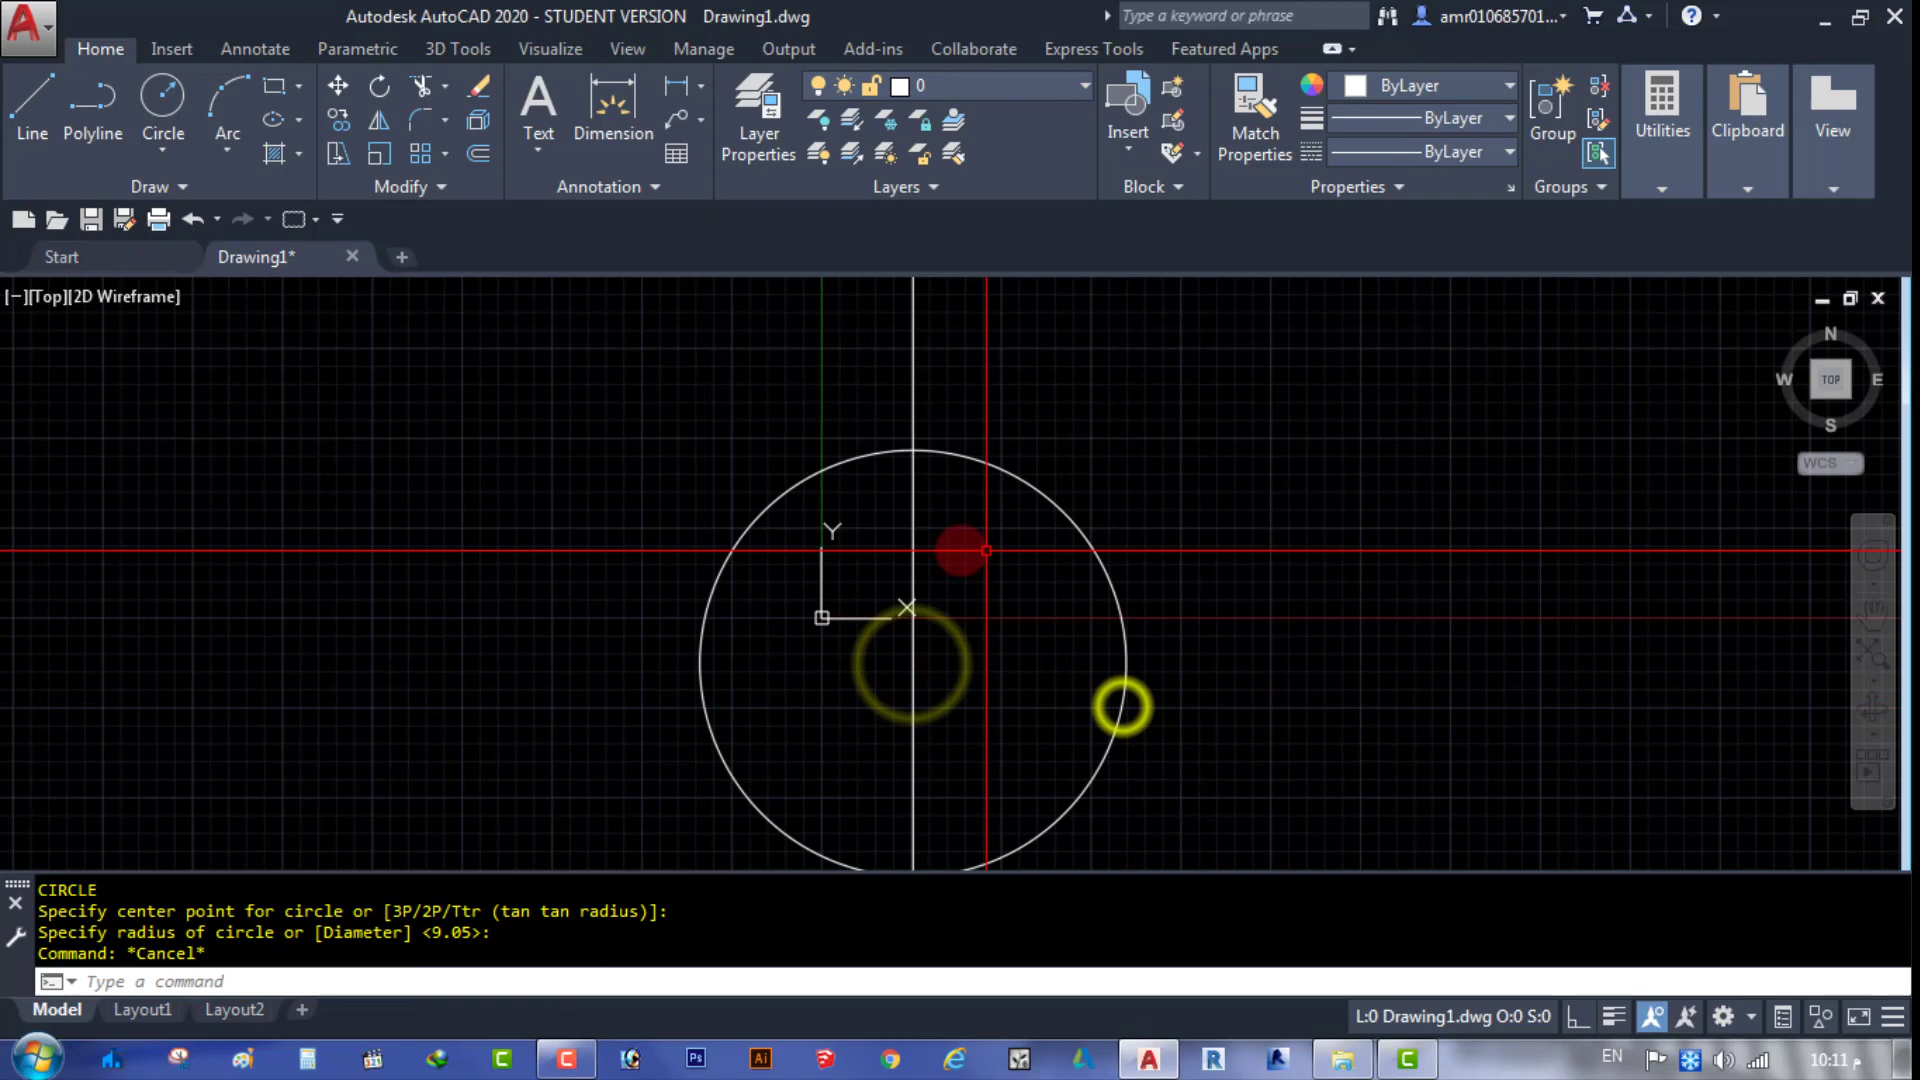 Autodesk AutoCAD 2020 - STUDENT VERSION Drawing1.dwg
Type a keyword or phrase
amr010685701...
Home Insert Annotate Parametric 3D Tools Visualize View Manage Output Add-ins Collaborate Express Tools Featured Apps
0
ByLayer
ByLayer
ByLayer
Line Polyline Circle Arc
Text Dimension
Layer Properties
Insert
Match Properties
Group
Utilities Clipboard View
Draw Modify Annotation Layers Block Properties Groups
Start Drawing1*
[−][Top][2D Wireframe]
N
W TOP E
S
WCS
Y
X
CIRCLE
Specify center point for circle or [3P/2P/Ttr (tan tan radius)]:
Specify radius of circle or [Diameter] <9.05>:
Command: *Cancel*
Type a command
Model Layout1 Layout2
L:0 Drawing1.dwg O:0 S:0
Ps Ai
EN
10:11 م